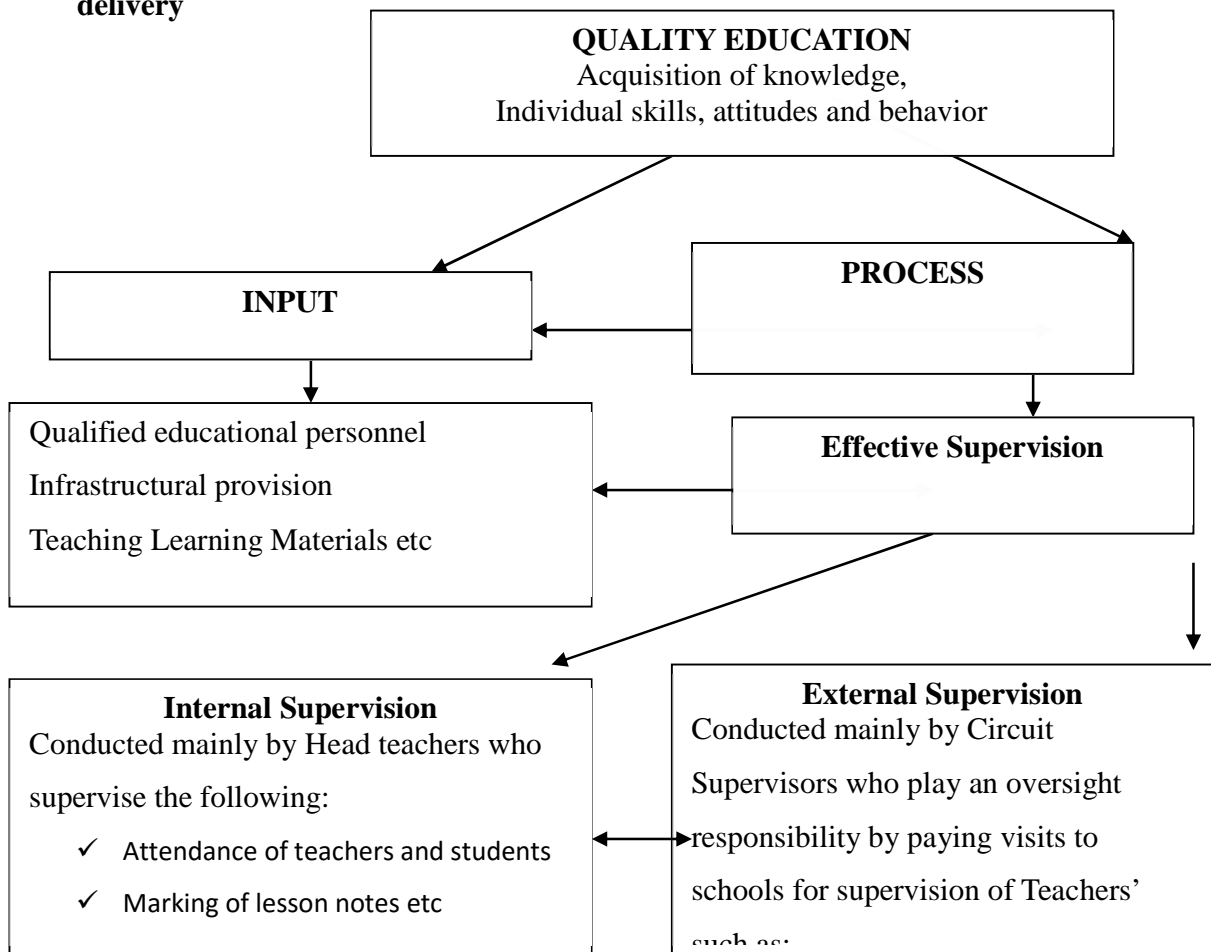 delivery
QUALITY EDUCATION
Acquisition of knowledge,
Individual skills, attitudes and behavior
INPUT
PROCESS
Qualified educational personnel
Infrastructural provision
Teaching Learning Materials etc
Effective Supervision
Internal Supervision
Conducted mainly by Head teachers who
supervise the following:
✓ Attendance of teachers and students
✓ Marking of lesson notes etc
External Supervision
Conducted mainly by Circuit
Supervisors who play an oversight
responsibility by paying visits to
schools for supervision of Teachers’
such as: